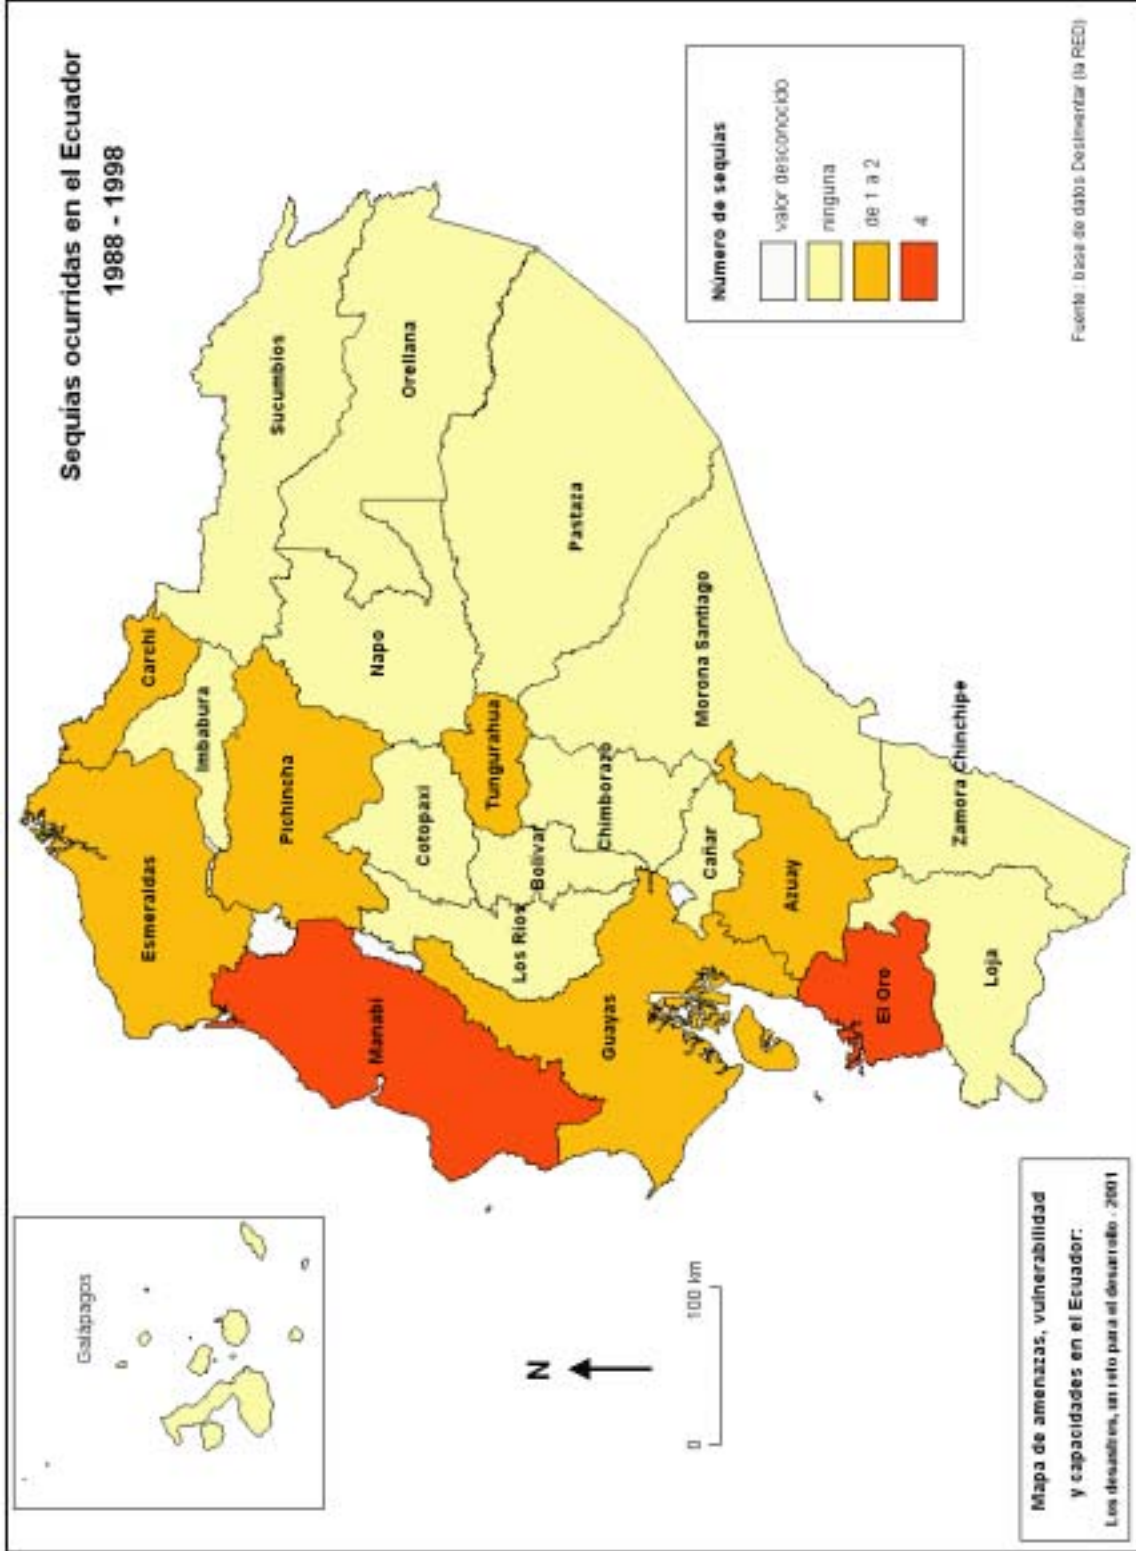 Sequías ocurridas en el Ecuador
1988 - 1998
Galápagos
Esmeraldas
Carchi
Imbabura
Sucumbios
Pichincha
Manabí
Napo
Orellana
Cotopaxi
Tungurahua
Los Ríos
Bolívar
Pastaza
Guayas
Chimborazo
Morona Santiago
Cañar
Azuay
El Oro
Loja
Zamora Chinchipe
N
0 100 km
Número de sequías
valor desconocido
ninguna
de 1 a 2
4
Mapa de amenazas, vulnerabilidad
y capacidades en el Ecuador:
Los desastres, un reto para el desarrollo - 2001
Fuente : base de datos DesInventar (la RED)